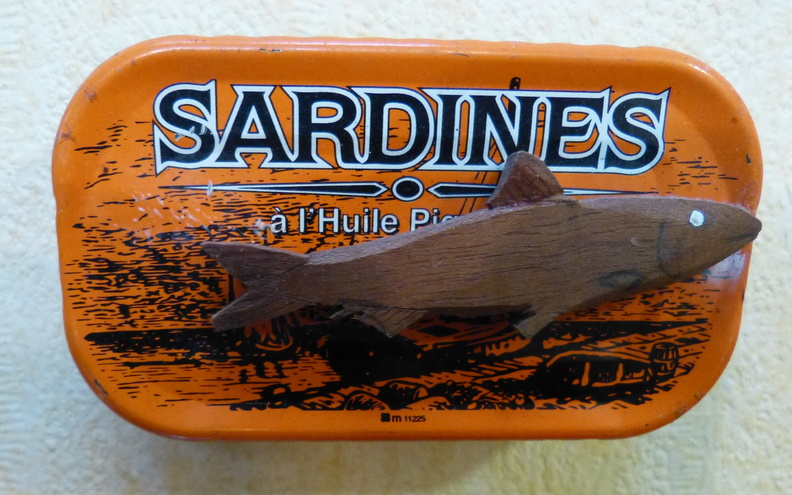 SARDINES
à l'Huile
m 11225